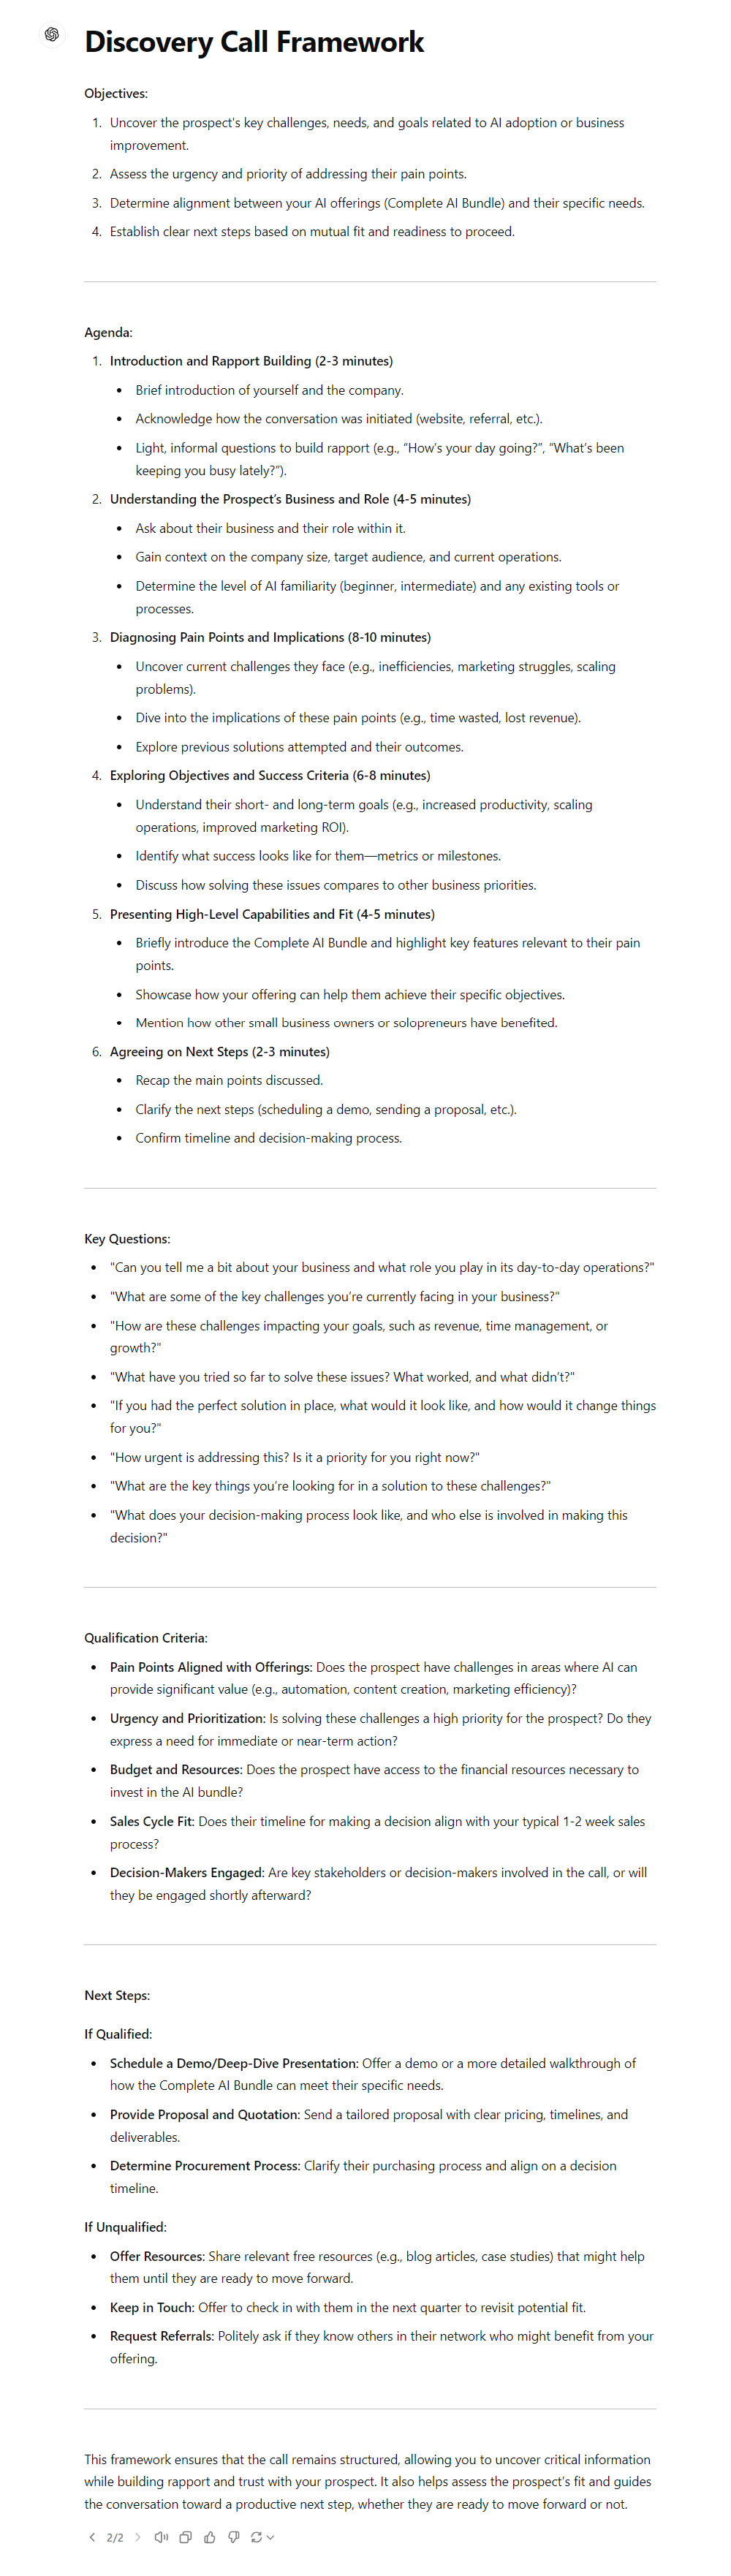 Discovery Call Framework
Objectives:
1. Uncover the prospect's key challenges, needs, and goals related to AI adoption or business
improvement.
2. Assess the urgency and priority of addressing their pain points.
3. Determine alignment between your AI offerings (Complete AI Bundle) and their specific needs.
4. Establish clear next steps based on mutual fit and readiness to proceed.
Agenda:
1. Introduction and Rapport Building (2-3 minutes)
• Brief introduction of yourself and the company.
• Acknowledge how the conversation was initiated (website, referral, etc.).
• Light, informal questions to build rapport (e.g., “How’s your day going?”, “What’s been
keeping you busy lately?”).
2. Understanding the Prospect’s Business and Role (4-5 minutes)
• Ask about their business and their role within it.
• Gain context on the company size, target audience, and current operations.
• Determine the level of AI familiarity (beginner, intermediate) and any existing tools or
processes.
3. Diagnosing Pain Points and Implications (8-10 minutes)
• Uncover current challenges they face (e.g., inefficiencies, marketing struggles, scaling
problems).
• Dive into the implications of these pain points (e.g., time wasted, lost revenue).
• Explore previous solutions attempted and their outcomes.
4. Exploring Objectives and Success Criteria (6-8 minutes)
• Understand their short- and long-term goals (e.g., increased productivity, scaling
operations, improved marketing ROI).
• Identify what success looks like for them—metrics or milestones.
• Discuss how solving these issues compares to other business priorities.
5. Presenting High-Level Capabilities and Fit (4-5 minutes)
• Briefly introduce the Complete AI Bundle and highlight key features relevant to their pain
points.
• Showcase how your offering can help them achieve their specific objectives.
• Mention how other small business owners or solopreneurs have benefited.
6. Agreeing on Next Steps (2-3 minutes)
• Recap the main points discussed.
• Clarify the next steps (scheduling a demo, sending a proposal, etc.).
• Confirm timeline and decision-making process.
Key Questions:
• "Can you tell me a bit about your business and what role you play in its day-to-day operations?"
• "What are some of the key challenges you’re currently facing in your business?"
• "How are these challenges impacting your goals, such as revenue, time management, or
growth?"
• "What have you tried so far to solve these issues? What worked, and what didn’t?"
• "If you had the perfect solution in place, what would it look like, and how would it change things
for you?"
• "How urgent is addressing this? Is it a priority for you right now?"
• "What are the key things you’re looking for in a solution to these challenges?"
• "What does your decision-making process look like, and who else is involved in making this
decision?"
Qualification Criteria:
• Pain Points Aligned with Offerings: Does the prospect have challenges in areas where AI can
provide significant value (e.g., automation, content creation, marketing efficiency)?
• Urgency and Prioritization: Is solving these challenges a high priority for the prospect? Do they
express a need for immediate or near-term action?
• Budget and Resources: Does the prospect have access to the financial resources necessary to
invest in the AI bundle?
• Sales Cycle Fit: Does their timeline for making a decision align with your typical 1-2 week sales
process?
• Decision-Makers Engaged: Are key stakeholders or decision-makers involved in the call, or will
they be engaged shortly afterward?
Next Steps:
If Qualified:
• Schedule a Demo/Deep-Dive Presentation: Offer a demo or a more detailed walkthrough of
how the Complete AI Bundle can meet their specific needs.
• Provide Proposal and Quotation: Send a tailored proposal with clear pricing, timelines, and
deliverables.
• Determine Procurement Process: Clarify their purchasing process and align on a decision
timeline.
If Unqualified:
• Offer Resources: Share relevant free resources (e.g., blog articles, case studies) that might help
them until they are ready to move forward.
• Keep in Touch: Offer to check in with them in the next quarter to revisit potential fit.
• Request Referrals: Politely ask if they know others in their network who might benefit from your
offering.
This framework ensures that the call remains structured, allowing you to uncover critical information
while building rapport and trust with your prospect. It also helps assess the prospect’s fit and guides
the conversation toward a productive next step, whether they are ready to move forward or not.
2/2